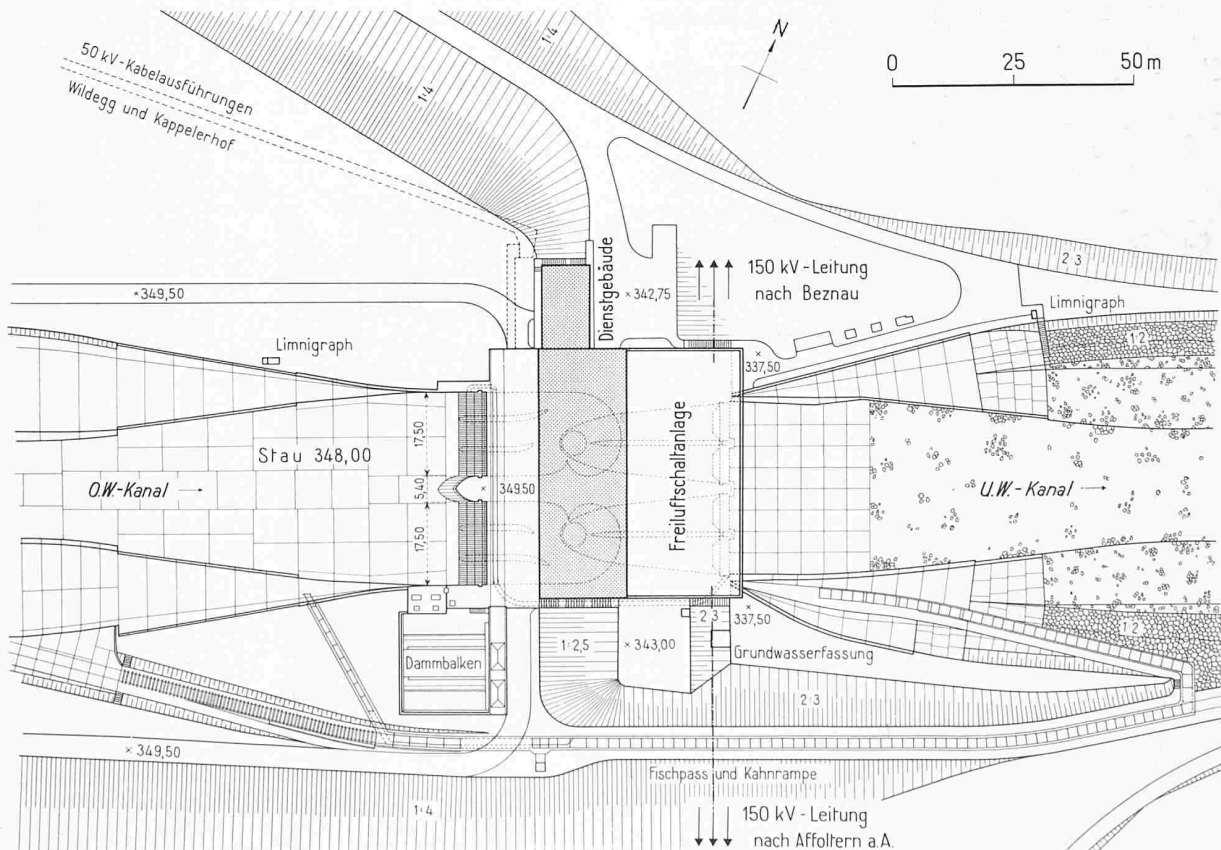 N
0 25 50 m
1:4
1:4
50 kV-Kabelausführungen
Wildegg und Kappelerhof
2:3
150 kV-Leitung
nach Beznau
Dienstgebäude
× 342,75
× 349,50
Limnigraph
1:2
Limnigraph
×
337,50
17,50
Stau 348,00
5,40
× 349,50
O.W.-Kanal →
Freiluftschaltanlage
U.W.-Kanal →
17,50
2:3
×
337,50
1:2
1:2,5
× 343,00
Dammbalken
Grundwasserfassung
2:3
× 349,50
Fischpass und Kahnrampe
1:4
150 kV-Leitung
nach Affoltern a.A.